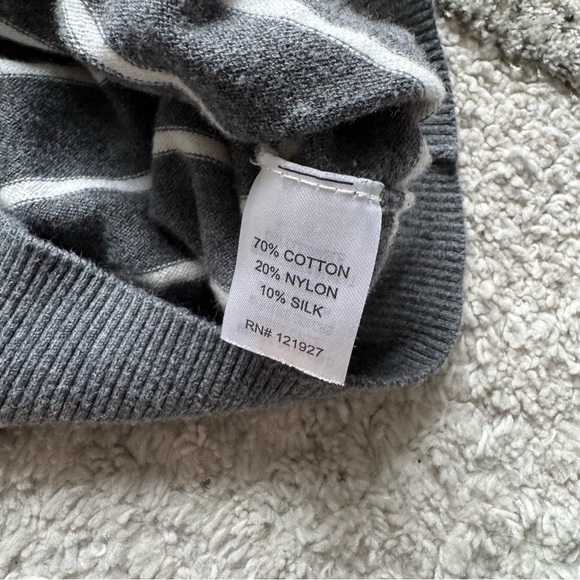 70% COTTON
20% NYLON
10% SILK
RN# 121927